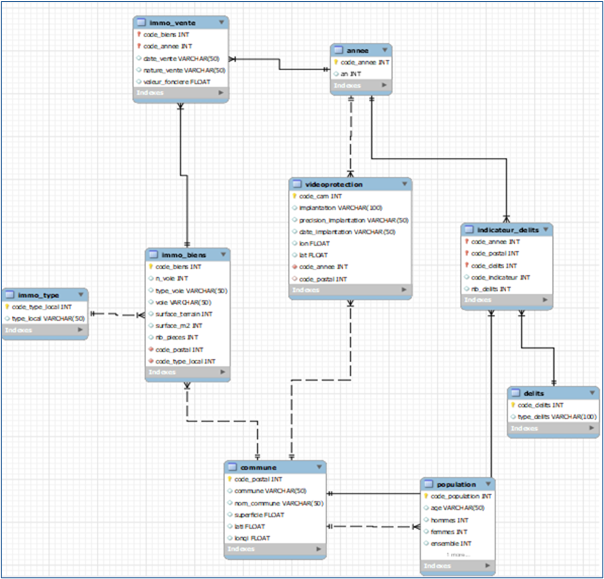 immo_vente
code_biens INT
code_annee INT
date_vente VARCHAR(50)
nature_vente VARCHAR(50)
valeur_fonciere FLOAT
Indexes
annee
code_annee INT
an INT
Indexes
videoprotection
code_cam INT
implantation VARCHAR(100)
precision_implantation VARCHAR(50)
date_implantation VARCHAR(50)
lon FLOAT
lat FLOAT
code_annee INT
code_postal INT
Indexes
indicateur_delits
code_annee INT
code_postal INT
code_delits INT
code_indicateur INT
nb_delits INT
Indexes
immo_biens
code_biens INT
n_voie INT
type_voie VARCHAR(50)
voie VARCHAR(50)
surface_terrain INT
surface_m2 INT
nb_pieces INT
code_postal INT
code_type_local INT
Indexes
immo_type
code_type_local INT
type_local VARCHAR(50)
Indexes
delits
code_delits INT
type_delits VARCHAR(100)
Indexes
commune
code_postal INT
commune VARCHAR(50)
nom_commune VARCHAR(50)
superficie FLOAT
lati FLOAT
longi FLOAT
Indexes
population
code_population INT
age VARCHAR(50)
hommes INT
femmes INT
ensemble INT
1 more...
Indexes